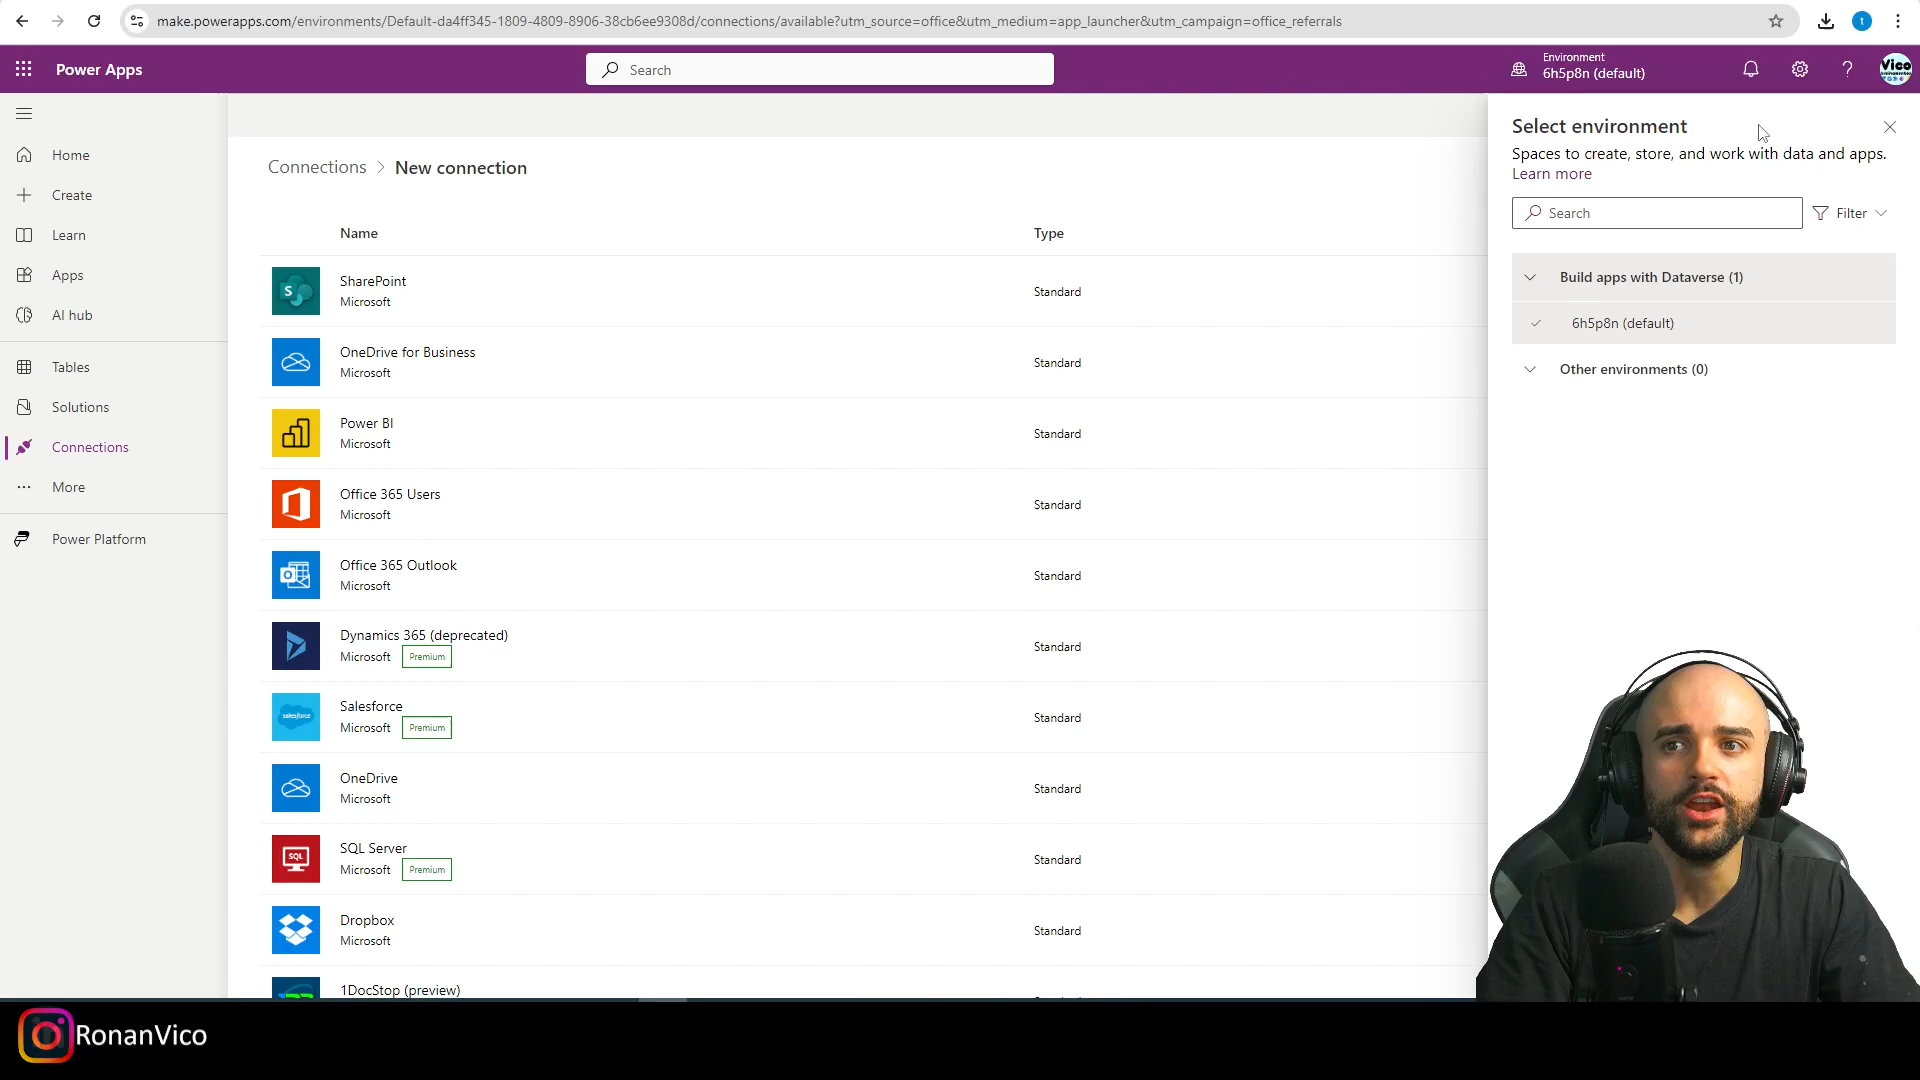 make.powerapps.com/environments/Default-da4ff345-1809-4809-8906-38cb6ee9308d/connections/available?utm_source=office&utm_medium=app_launcher&utm_campaign=office_referrals
t
Power Apps
Search
Environment
6h5p8n (default)
Vico
Home
Create
Learn
Apps
AI hub
Tables
Solutions
Connections
More
Power Platform
Connections > New connection
Name Type
SharePoint
Microsoft
Standard
OneDrive for Business
Microsoft
Standard
Power BI
Microsoft
Standard
Office 365 Users
Microsoft
Standard
Office 365 Outlook
Microsoft
Standard
Dynamics 365 (deprecated)
Microsoft Premium
Standard
salesforce
Salesforce
Microsoft Premium
Standard
OneDrive
Microsoft
Standard
SQL
SQL Server
Microsoft Premium
Standard
Dropbox
Microsoft
Standard
1DocStop (preview)
Select environment
Spaces to create, store, and work with data and apps.
Learn more
Search
Filter
Build apps with Dataverse (1)
6h5p8n (default)
Other environments (0)
RonanVico